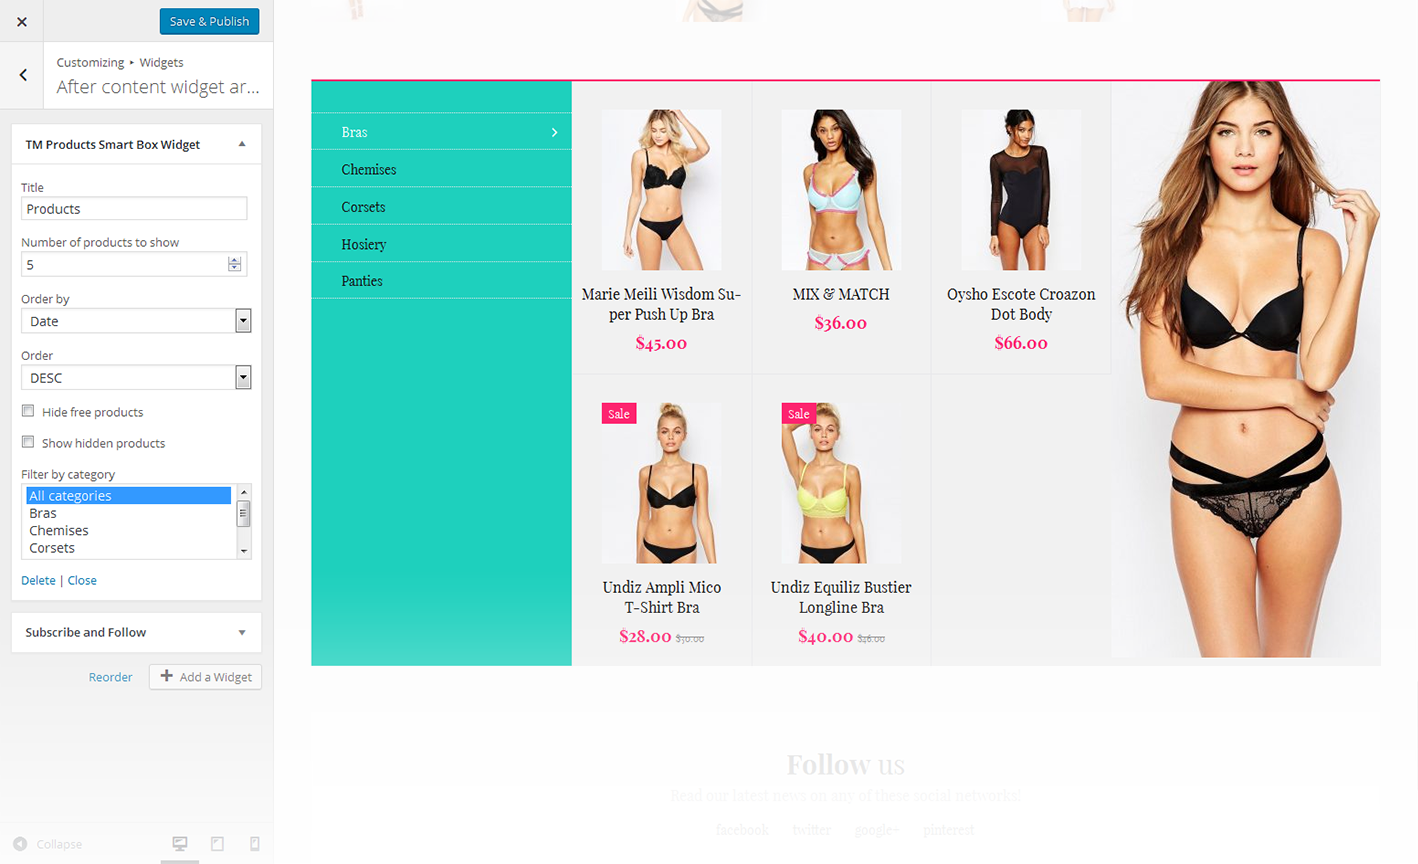 Save & Publish
Customizing ▸ Widgets
After content widget ar...
TM Products Smart Box Widget
Title
Products
Number of products to show
5
Order by
Date
Order
DESC
Hide free products
Show hidden products
Filter by category
All categories
Bras
Chemises
Corsets
Delete | Close
Subscribe and Follow
Reorder
Add a Widget
Collapse
Bras
Chemises
Corsets
Hosiery
Panties
Marie Meili Wisdom Su-
per Push Up Bra
$45.00
MIX & MATCH
$36.00
Oysho Escote Croazon
Dot Body
$66.00
Sale
Undiz Ampli Mico
T-Shirt Bra
$28.00 $30.00
Sale
Undiz Equiliz Bustier
Longline Bra
$40.00 $46.00
Follow us
Read our latest news on any of these social networks!
facebook twitter google+ pinterest